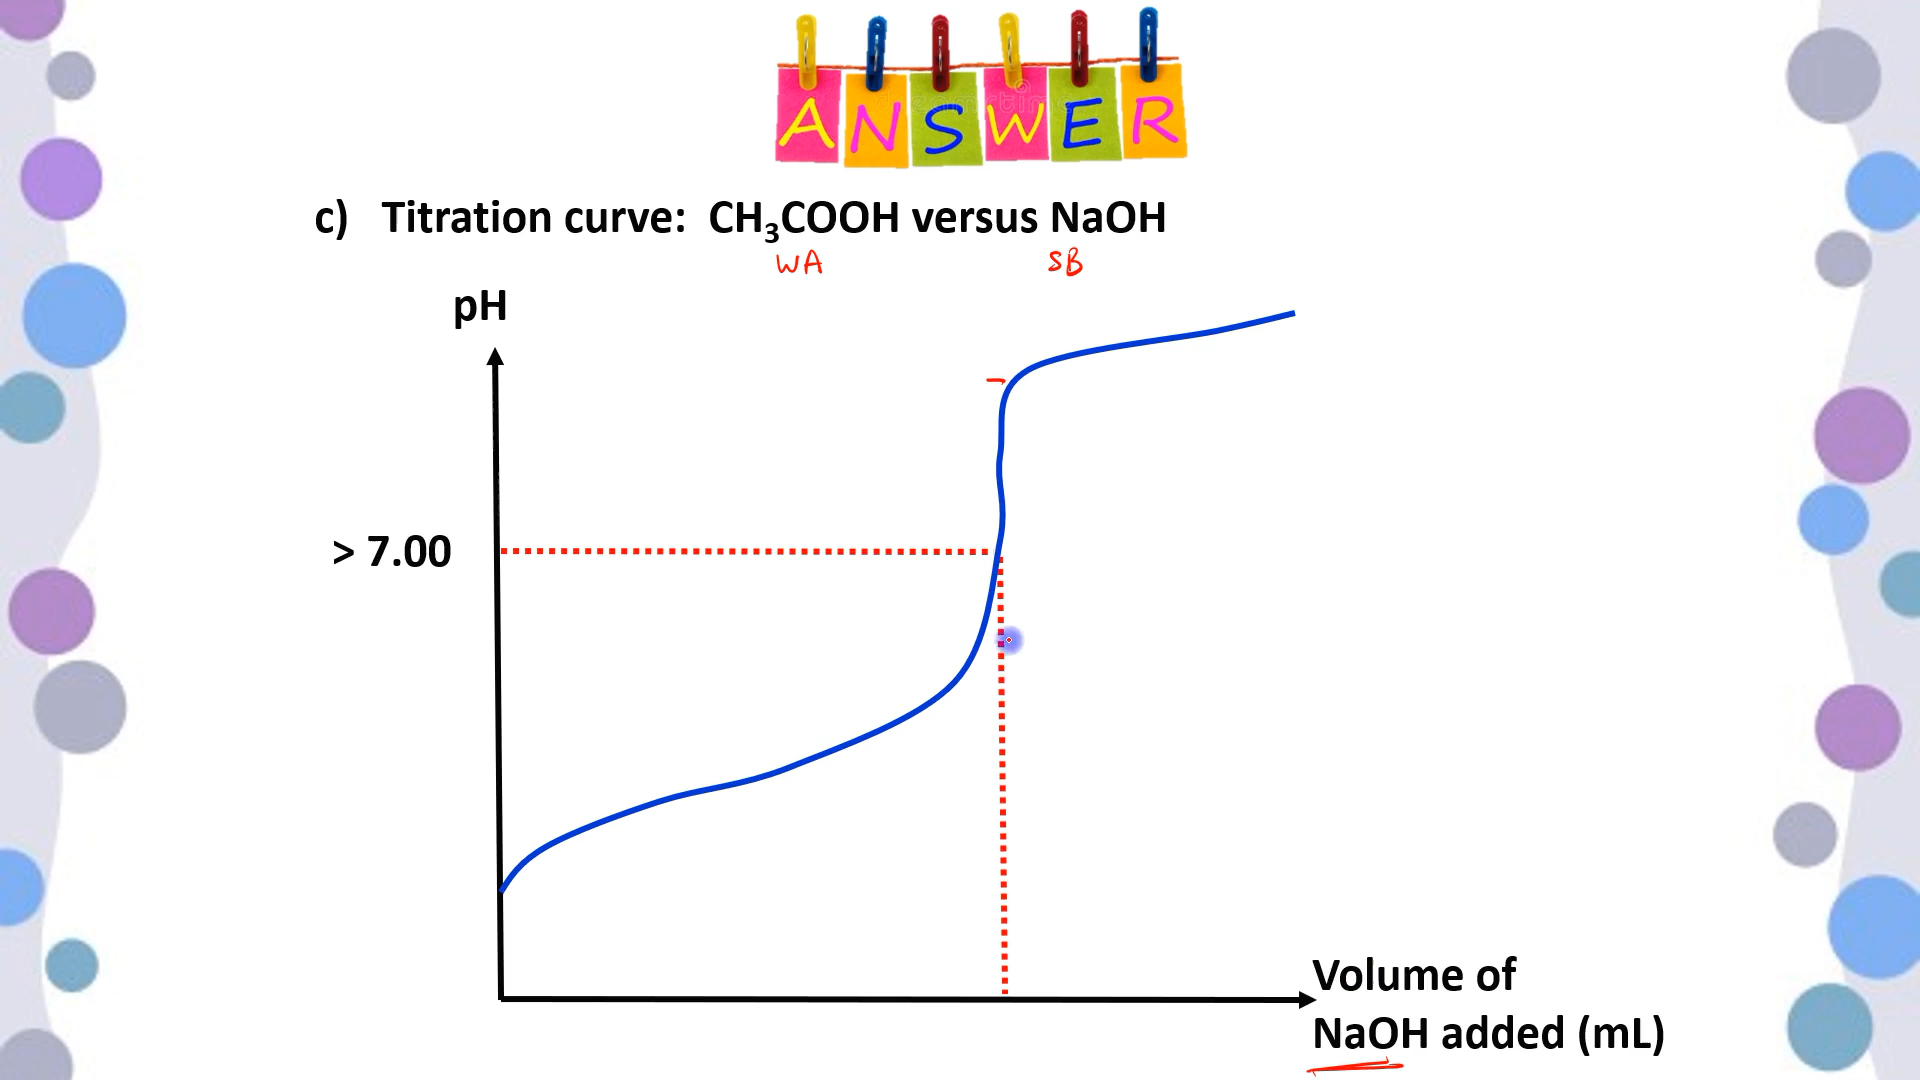 ANSWER
c) Titration curve: CH₃COOH versus NaOH
WA SB
pH
> 7.00
Volume of
NaOH added (mL)